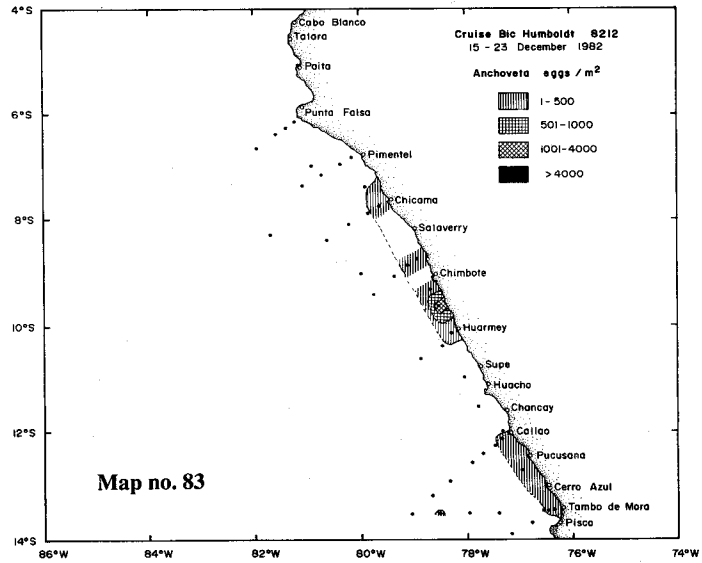 4°S
Cabo Blanco
Talara
Cruise Bic Humboldt 8212
15 - 23 December 1982
Paita
Anchoveta eggs / m²
1-500
6°S
Punta Falsa
501-1000
1001-4000
Pimentel
>4000
Chicama
8°S
Salaverry
Chimbote
10°S
Huarmey
Supe
Huacho
Chancay
12°S
Callao
Pucusana
Map no. 83
Cerro Azul
Tambo de Mora
Pisco
14°S
86°W
84°W
82°W
80°W
78°W
76°W
74°W